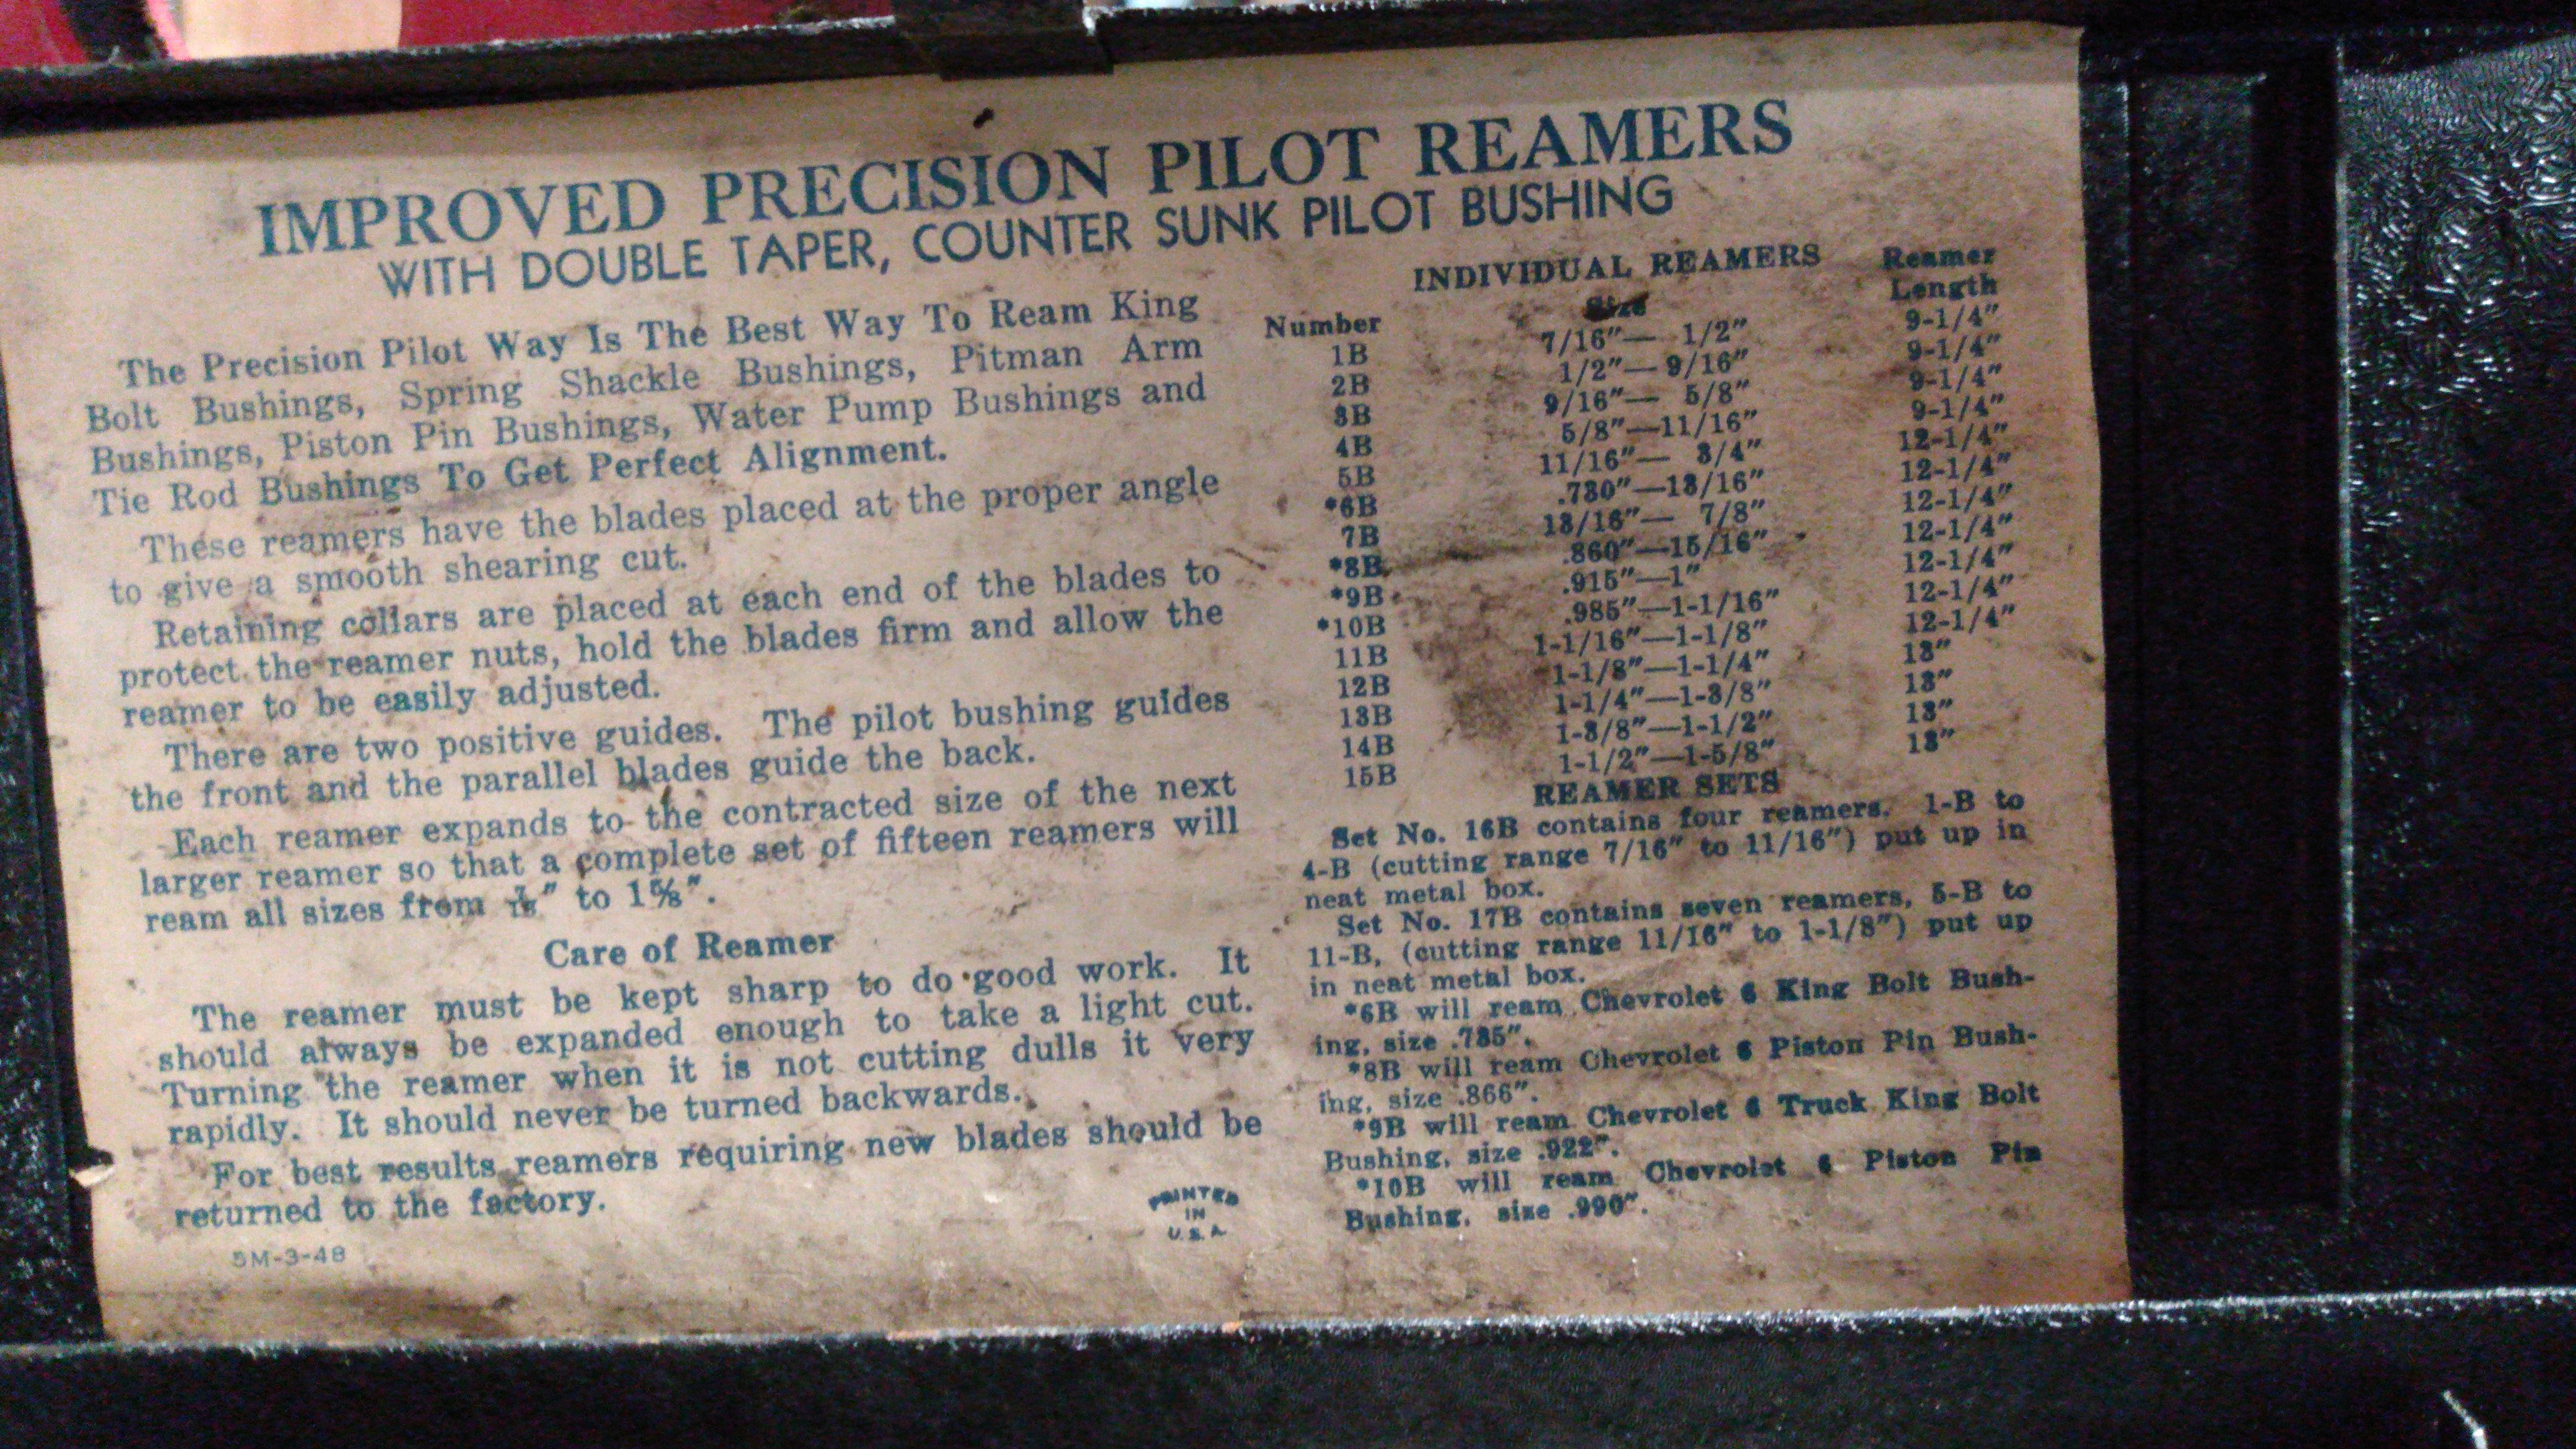 IMPROVED PRECISION PILOT REAMERS
WITH DOUBLE TAPER, COUNTER SUNK PILOT BUSHING
The Precision Pilot Way Is The Best Way To Ream King
Bolt Bushings, Spring Shackle Bushings, Pitman Arm
Bushings, Piston Pin Bushings, Water Pump Bushings and
Tie Rod Bushings To Get Perfect Alignment.
These reamers have the blades placed at the proper angle
to give a smooth shearing cut.
Retaining collars are placed at each end of the blades to
protect the reamer nuts, hold the blades firm and allow the
reamer to be easily adjusted.
There are two positive guides. The pilot bushing guides
the front and the parallel blades guide the back.
Each reamer expands to the contracted size of the next
larger reamer so that a complete set of fifteen reamers will
ream all sizes from 7/16" to 1⅝".
Care of Reamer
The reamer must be kept sharp to do good work. It
should always be expanded enough to take a light cut.
Turning the reamer when it is not cutting dulls it very
rapidly. It should never be turned backwards.
For best results reamers requiring new blades should be
returned to the factory.
5M-3-48
PRINTED
IN
U.S.A
INDIVIDUAL REAMERS
Number Size Reamer Length
1B 7/16"— 1/2" 9-1/4"
2B 1/2"—9/16" 9-1/4"
3B 9/16"— 5/8" 9-1/4"
4B 5/8"—11/16" 9-1/4"
5B 11/16"— 3/4" 12-1/4"
*6B .730"—13/16" 12-1/4"
7B 13/16"— 7/8" 12-1/4"
*8B .860"—15/16" 12-1/4"
*9B .915"—1" 12-1/4"
*10B .985"—1-1/16" 12-1/4"
11B 1-1/16"—1-1/8" 12-1/4"
12B 1-1/8"—1-1/4" 13"
13B 1-1/4"—1-3/8" 13"
14B 1-3/8"—1-1/2" 13"
15B 1-1/2"—1-5/8" 13"
REAMER SETS
Set No. 16B contains four reamers, 1-B to
4-B (cutting range 7/16" to 11/16") put up in
neat metal box.
Set No. 17B contains seven reamers, 5-B to
11-B, (cutting range 11/16" to 1-1/8") put up
in neat metal box.
*6B will ream Chevrolet 6 King Bolt Bush-
ing, size .735".
*8B will ream Chevrolet 6 Piston Pin Bush-
ing, size .866".
*9B will ream Chevrolet 6 Truck King Bolt
Bushing, size .922".
*10B will ream Chevrolet 6 Piston Pin
Bushing, size .990".